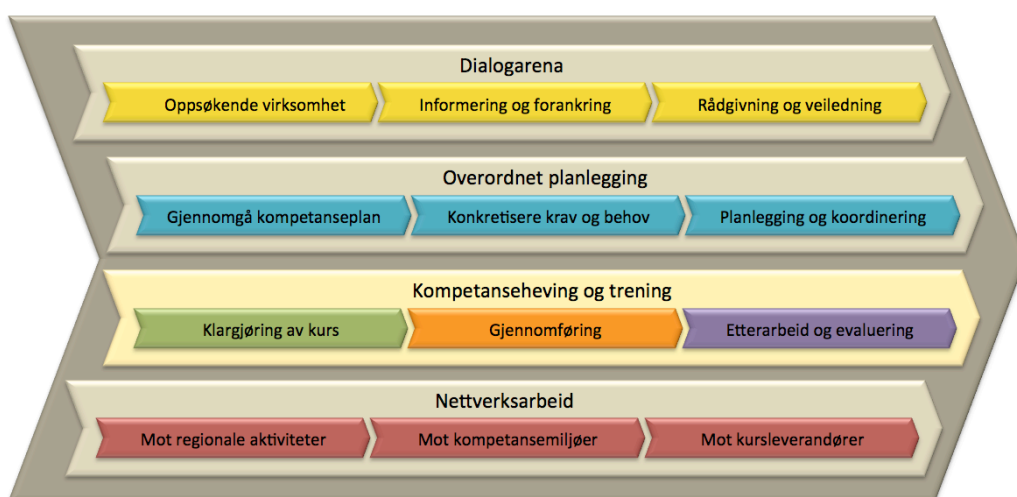 Dialogarena
Oppsøkende virksomhet
Informering og forankring
Rådgivning og veiledning
Overordnet planlegging
Gjennomgå kompetanseplan
Konkretisere krav og behov
Planlegging og koordinering
Kompetanseheving og trening
Klargjøring av kurs
Gjennomføring
Etterarbeid og evaluering
Nettverksarbeid
Mot regionale aktiviteter
Mot kompetansemiljøer
Mot kursleverandører